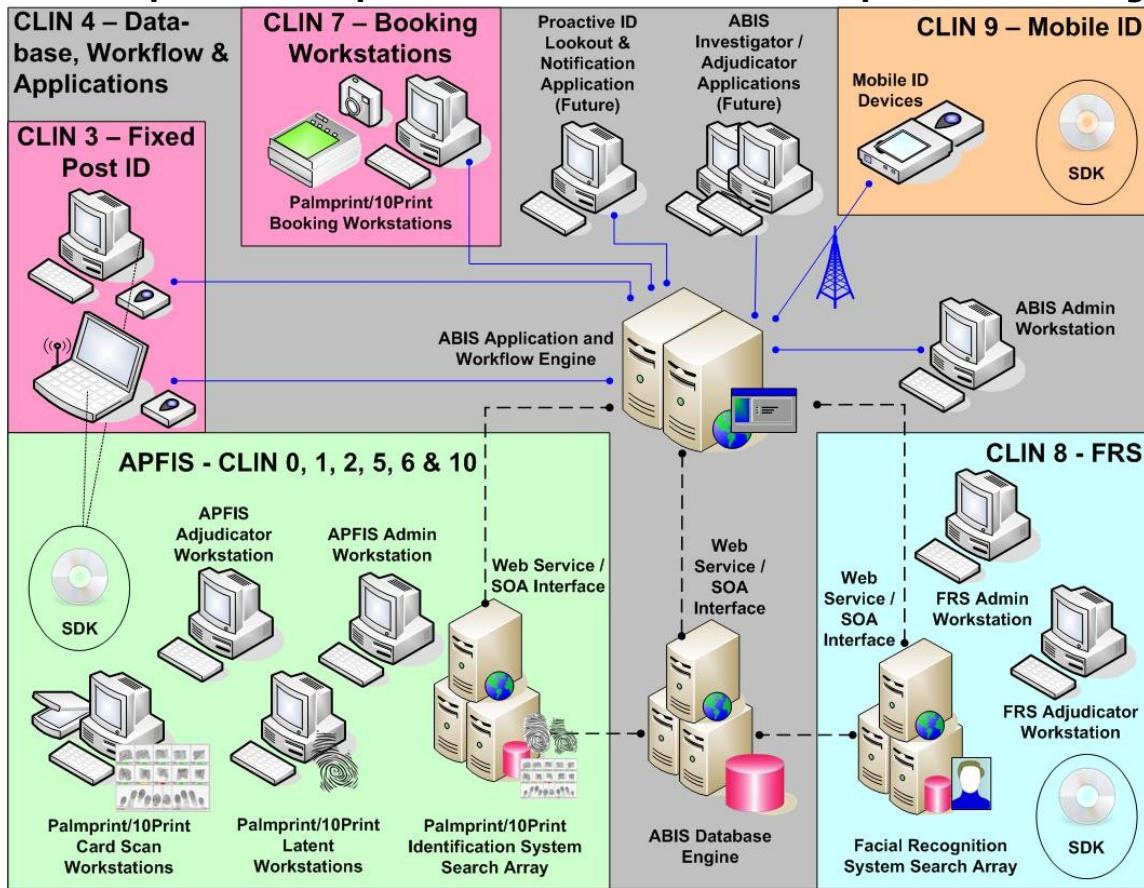 CLIN 4 – Data-
base, Workflow &
Applications
CLIN 7 – Booking
Workstations
Palmprint/10Print
Booking Workstations
Proactive ID
Lookout &
Notification
Application
(Future)
ABIS
Investigator /
Adjudicator
Applications
(Future)
CLIN 9 – Mobile ID
Mobile ID
Devices
SDK
CLIN 3 – Fixed
Post ID
ABIS Application and
Workflow Engine
ABIS Admin
Workstation
APFIS - CLIN 0, 1, 2, 5, 6 & 10
APFIS
Adjudicator
Workstation
APFIS Admin
Workstation
Web Service /
SOA Interface
SDK
Palmprint/10Print
Card Scan
Workstations
Palmprint/10Print
Latent
Workstations
Palmprint/10Print
Identification System
Search Array
Web
Service /
SOA
Interface
ABIS Database
Engine
CLIN 8 - FRS
Web
Service /
SOA
Interface
FRS Admin
Workstation
FRS Adjudicator
Workstation
Facial Recognition
System Search Array
SDK